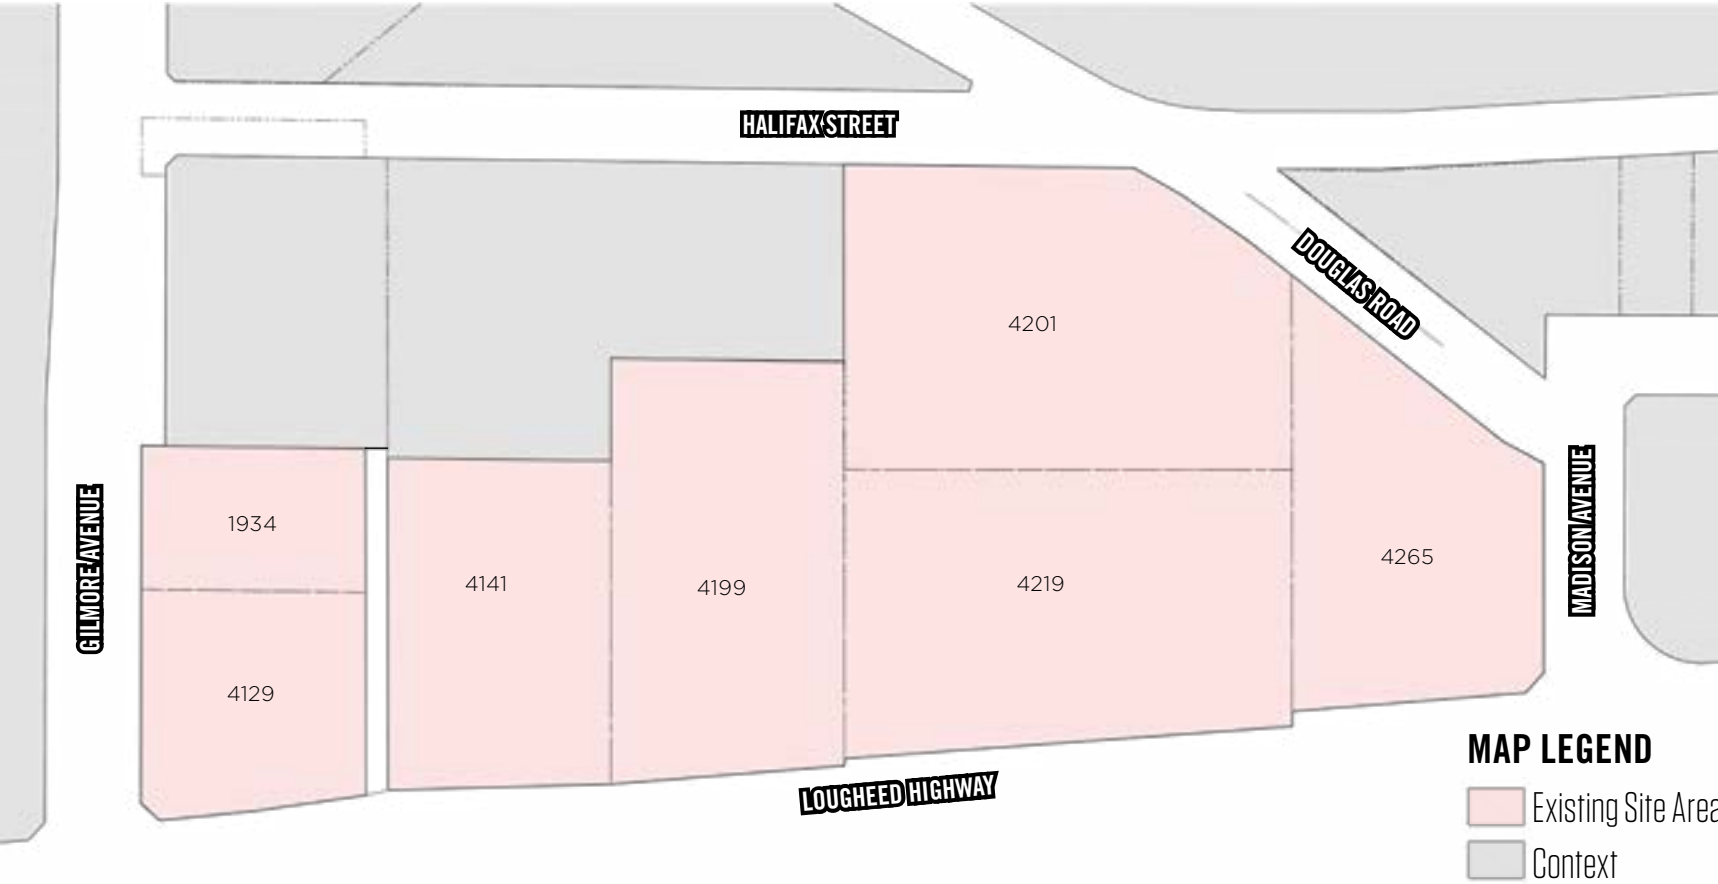 HALIFAX STREET
DOUGLAS ROAD
4201
GILMORE AVENUE
1934
4141
4199
4219
4265
MADISON AVENUE
4129
LOUGHEED HIGHWAY
MAP LEGEND
Existing Site Area
Context